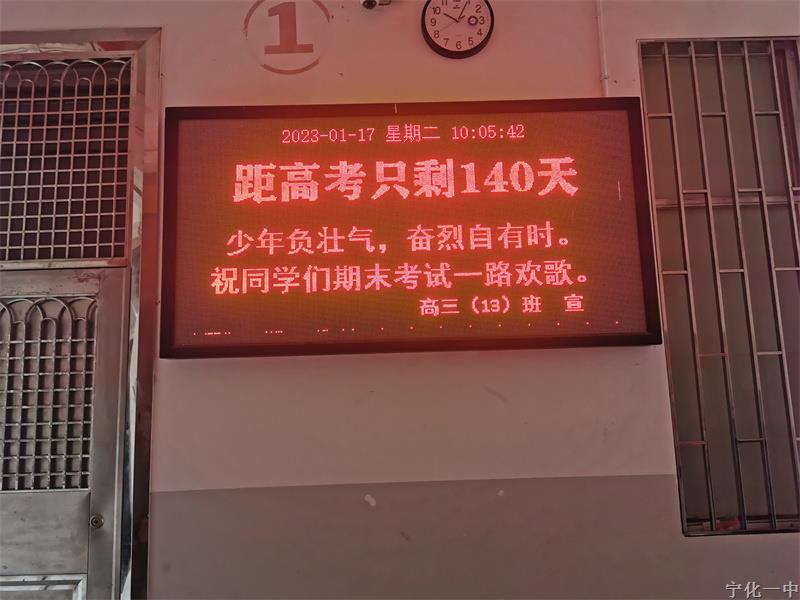 1
2023-01-17 星期二 10:05:42
距高考只剩140天
少年负壮气，奋烈自有时。
祝同学们期末考试一路欢歌。
高三（13）班 宣
宁化一中